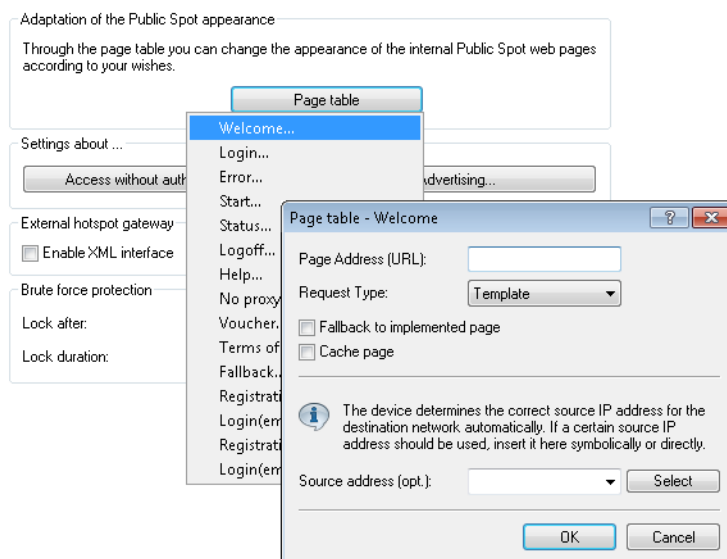 Adaptation of the Public Spot appearance
Through the page table you can change the appearance of the internal Public Spot web pages
according to your wishes.
Page table
Welcome...
Login...
Error...
Start...
Status...
Logoff...
Help...
No proxy
Voucher.
Terms of
Fallback..
Registrati
Login(em
Registrati
Login(em
Settings about ...
Access without auth
Advertising...
External hotspot gateway
Enable XML interface
Brute force protection
Lock after:
Lock duration:
Page table - Welcome
?
Page Address (URL):
Request Type:
Template
Fallback to implemented page
Cache page
The device determines the correct source IP address for the
destination network automatically. If a certain source IP
address should be used, insert it here symbolically or directly.
Source address (opt.):
Select
OK
Cancel